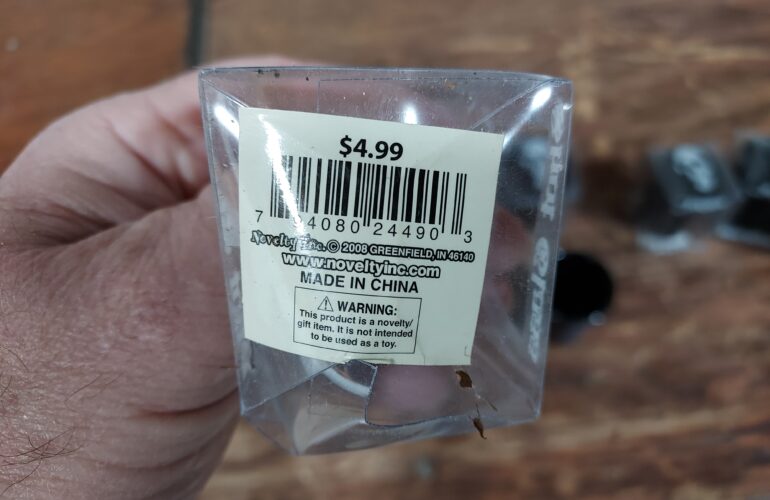 $4.99
7 14080 24490 3
Novelty Inc. © 2008 GREENFIELD, IN 46140
www.noveltyinc.com
MADE IN CHINA
⚠ WARNING:
This product is a novelty/
gift item. It is not intended
to be used as a toy.